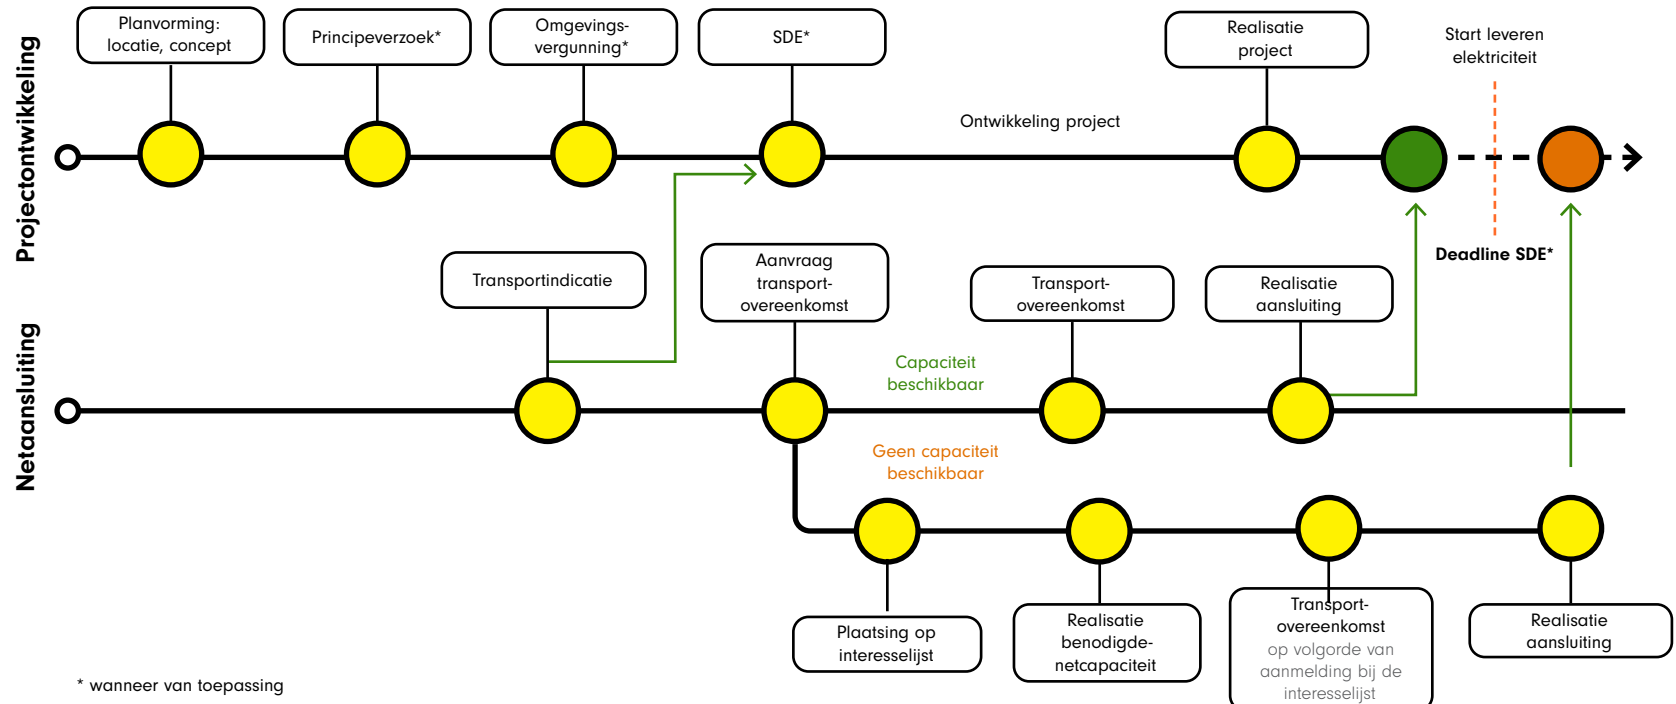 Projectontwikkeling
Planvorming:
locatie, concept
Principeverzoek*
Omgevings-
vergunning*
SDE*
Ontwikkeling project
Realisatie
project
Start leveren
elektriciteit
Deadline SDE*
Netaansluiting
Transportindicatie
Aanvraag
transport-
overeenkomst
Capaciteit
beschikbaar
Transport-
overeenkomst
Realisatie
aansluiting
Geen capaciteit
beschikbaar
Plaatsing op
interesselijst
Realisatie
benodigde-
netcapaciteit
Transport-
overeenkomst
op volgorde van
aanmelding bij de
interesselijst
Realisatie
aansluiting
* wanneer van toepassing